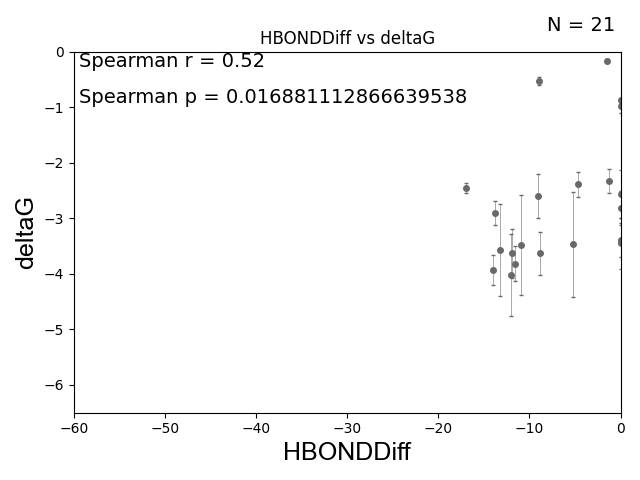 N = 21
HBONDDiff vs deltaG
Spearman r = 0.52
Spearman p = 0.016881112866639538
deltaG
0
−1
−2
−3
−4
−5
−6
−60 −50 −40 −30 −20 −10 0
HBONDDiff